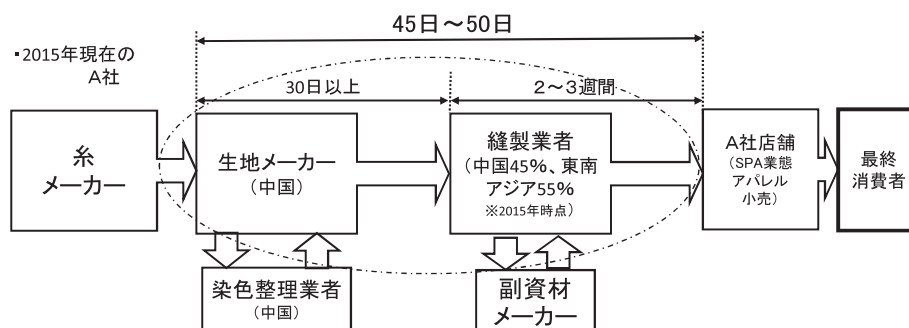 45日～50日
・2015年現在の
A社
30日以上
２～３週間
糸
メーカー
生地メーカー
(中国)
縫製業者
(中国45%、東南
アジア55%
※2015年時点)
A社店舗
(SPA業態
アパレル
小売)
最終
消費者
染色整理業者
(中国)
副資材
メーカー